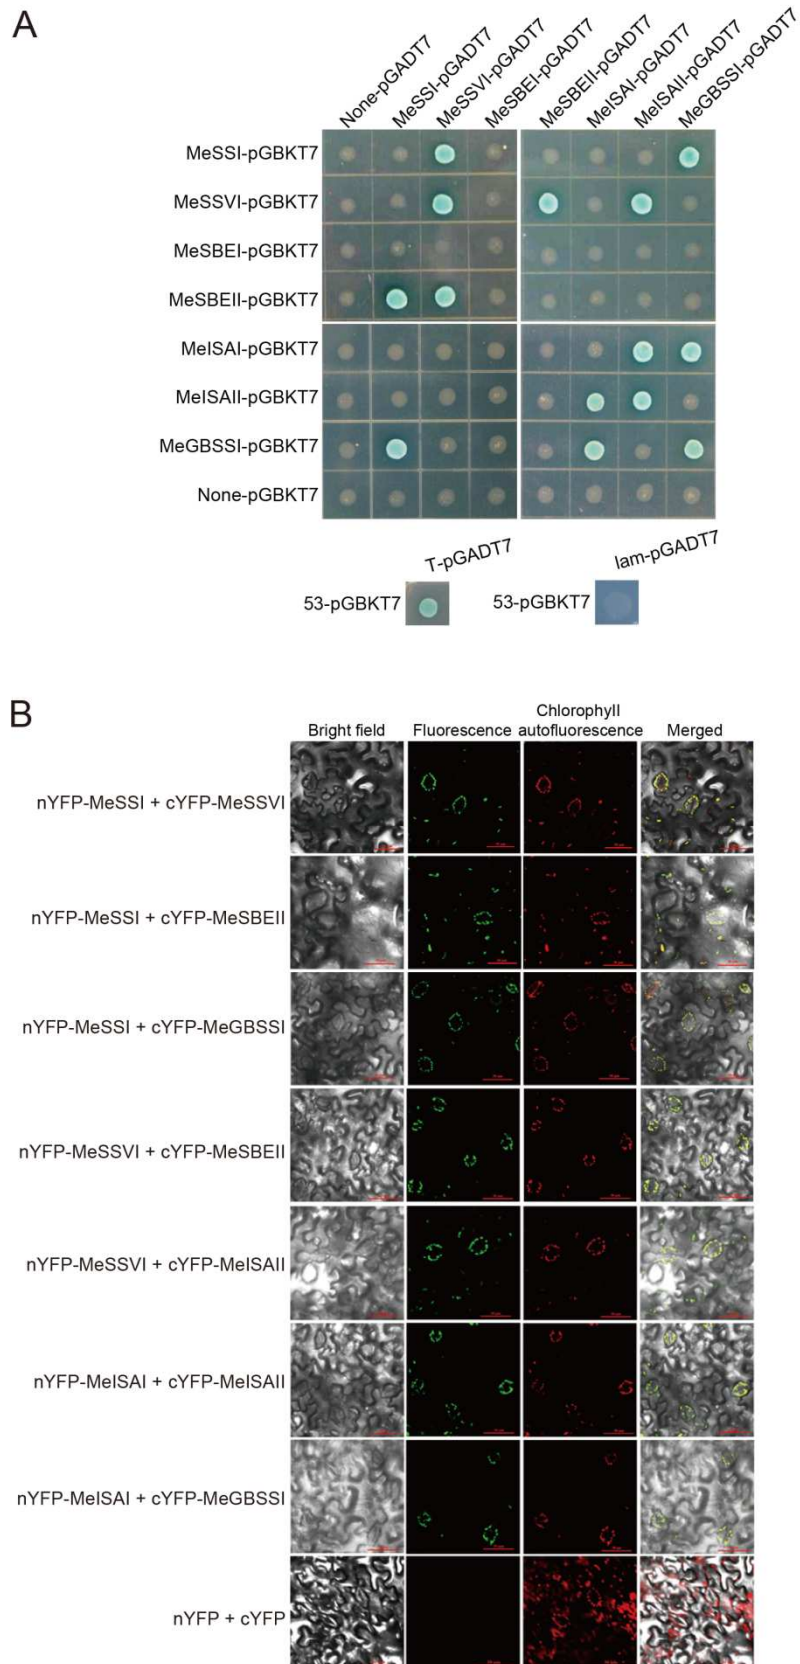 A
None-pGADT7
MeSSI-pGADT7
MeSSVI-pGADT7
MeSBEI-pGADT7
MeSBEII-pGADT7
MeISAI-pGADT7
MeISAII-pGADT7
MeGBSSI-pGADT7
MeSSI-pGBKT7
MeSSVI-pGBKT7
MeSBEI-pGBKT7
MeSBEII-pGBKT7
MeISAI-pGBKT7
MeISAII-pGBKT7
MeGBSSI-pGBKT7
None-pGBKT7
T-pGADT7
lam-pGADT7
53-pGBKT7
53-pGBKT7
B
Bright field
Fluorescence
Chlorophyll
autofluorescence
Merged
nYFP-MeSSI + cYFP-MeSSVI
nYFP-MeSSI + cYFP-MeSBEII
nYFP-MeSSI + cYFP-MeGBSSI
nYFP-MeSSVI + cYFP-MeSBEII
nYFP-MeSSVI + cYFP-MeISAII
nYFP-MeISAI + cYFP-MeISAII
nYFP-MeISAI + cYFP-MeGBSSI
nYFP + cYFP